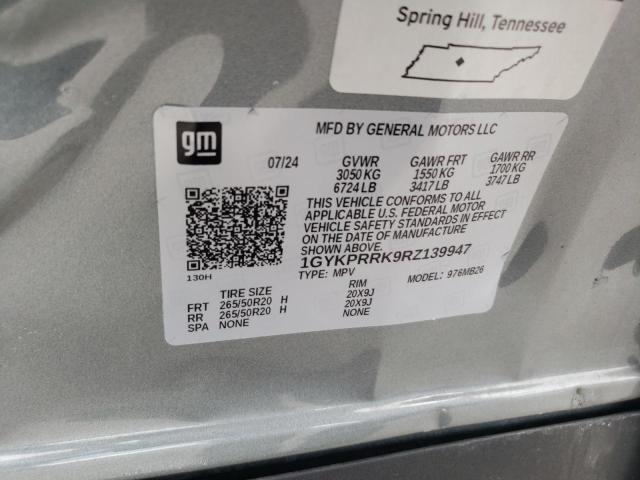 Spring Hill, Tennessee
gm
MFD BY GENERAL MOTORS LLC
07/24 GVWR GAWR FRT GAWR RR
3050 KG 1550 KG 1700 KG
6724 LB 3417 LB 3747 LB
THIS VEHICLE CONFORMS TO ALL
APPLICABLE U.S. FEDERAL MOTOR
VEHICLE SAFETY STANDARDS IN EFFECT
ON THE DATE OF MANUFACTURE
SHOWN ABOVE.
1GYKPRRK9RZ139947
130H
TYPE: MPV MODEL: 976MB26
TIRE SIZE RIM
FRT 265/50R20 H 20X9J
RR 265/50R20 H 20X9J
SPA NONE NONE